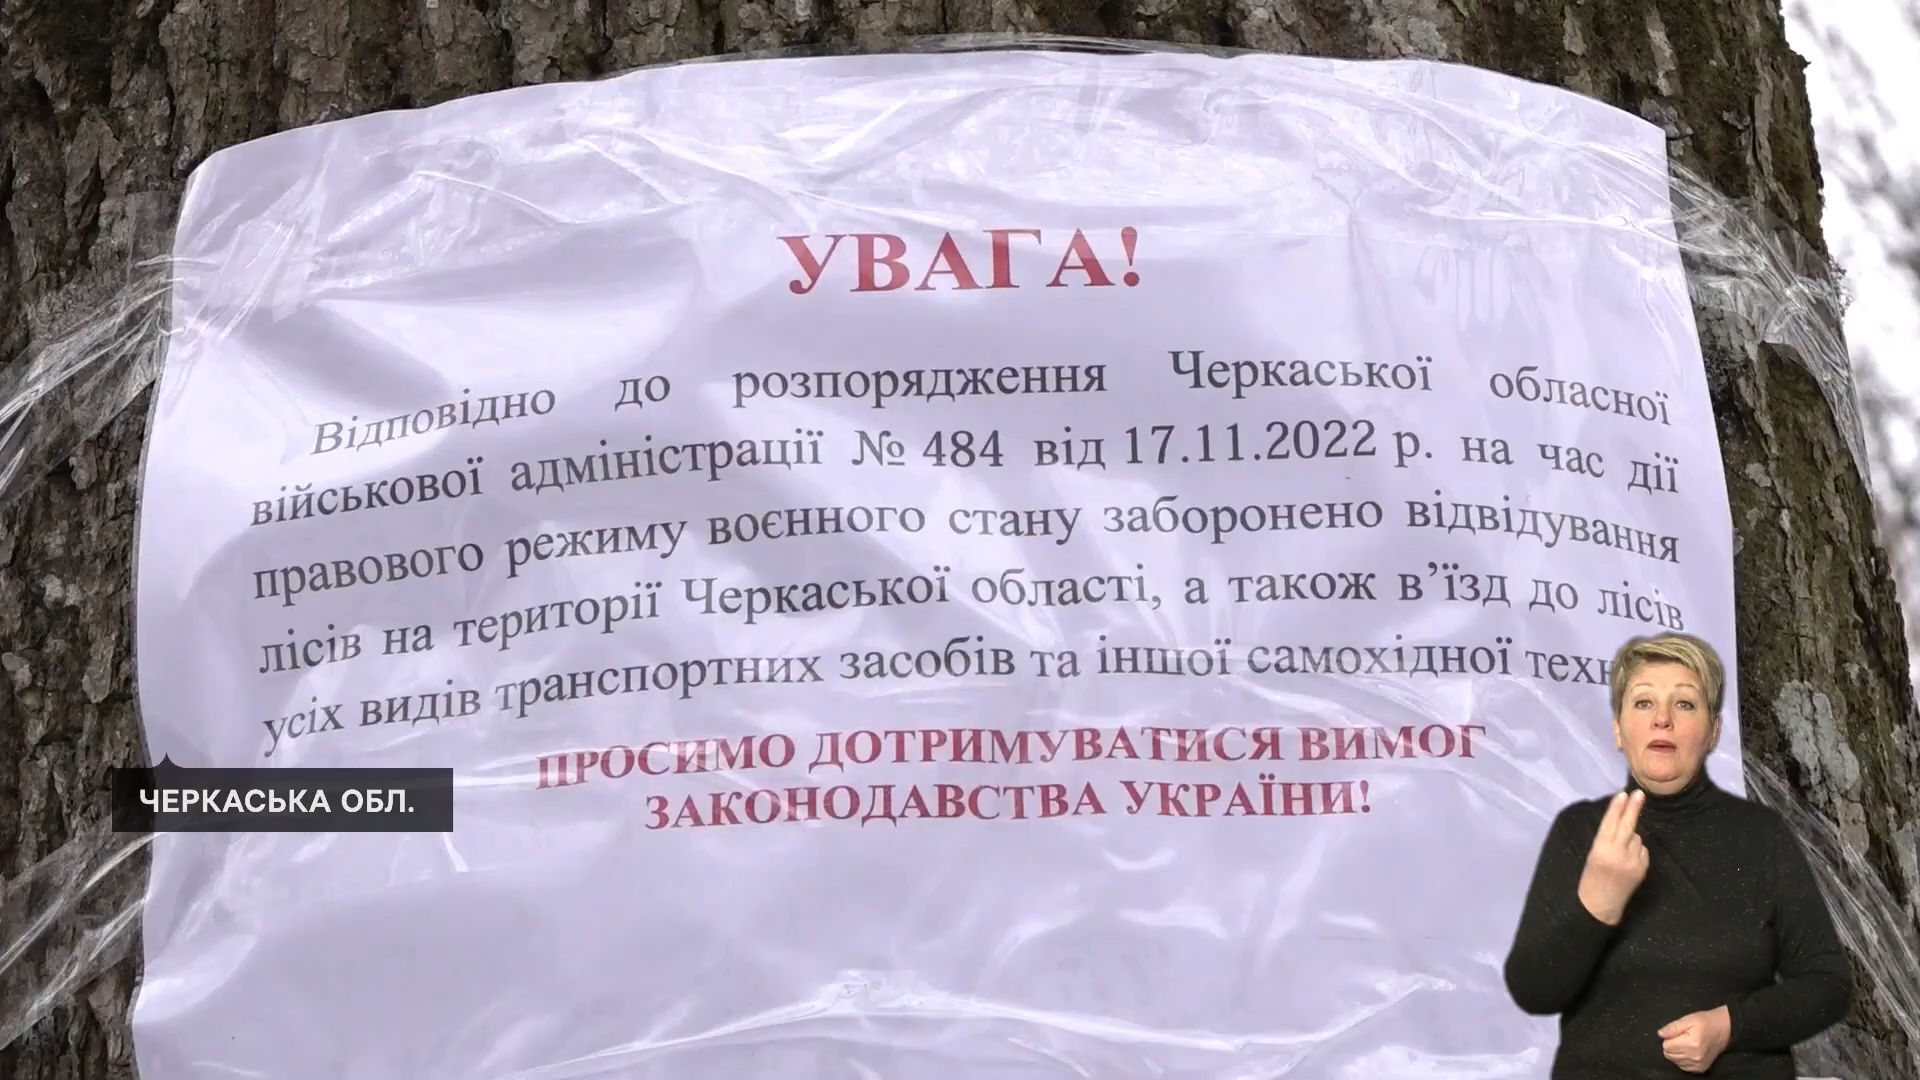 УВАГА!
Відповідно до розпорядження Черкаської обласної
військової адміністрації № 484 від 17.11.2022 р. на час дії
правового режиму воєнного стану заборонено відвідування
лісів на території Черкаської області, а також в’їзд до лісів
усіх видів транспортних засобів та іншої самохідної
ПРОСИМО ДОТРИМУВАТИСЯ ВИМОГ
ЗАКОНОДАВСТВА УКРАЇНИ!
ЧЕРКАСЬКА ОБЛ.